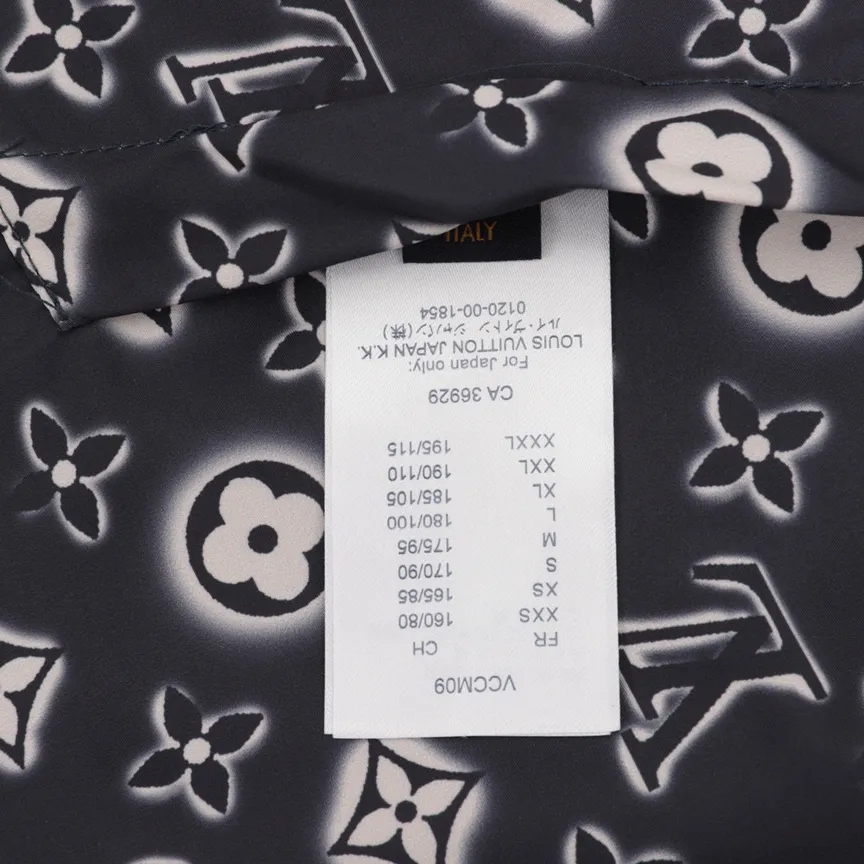 VCCM09
FR CH
XXS 160/80
XS 165/85
S 170/90
M 175/95
L 180/100
XL 185/105
XXL 190/110
XXXL 195/115
CA 36929
For Japan only:
LOUIS VUITTON JAPAN K.K.
ルイ・ヴィトン ジャパン(株)
0120-00-1854
ITALY